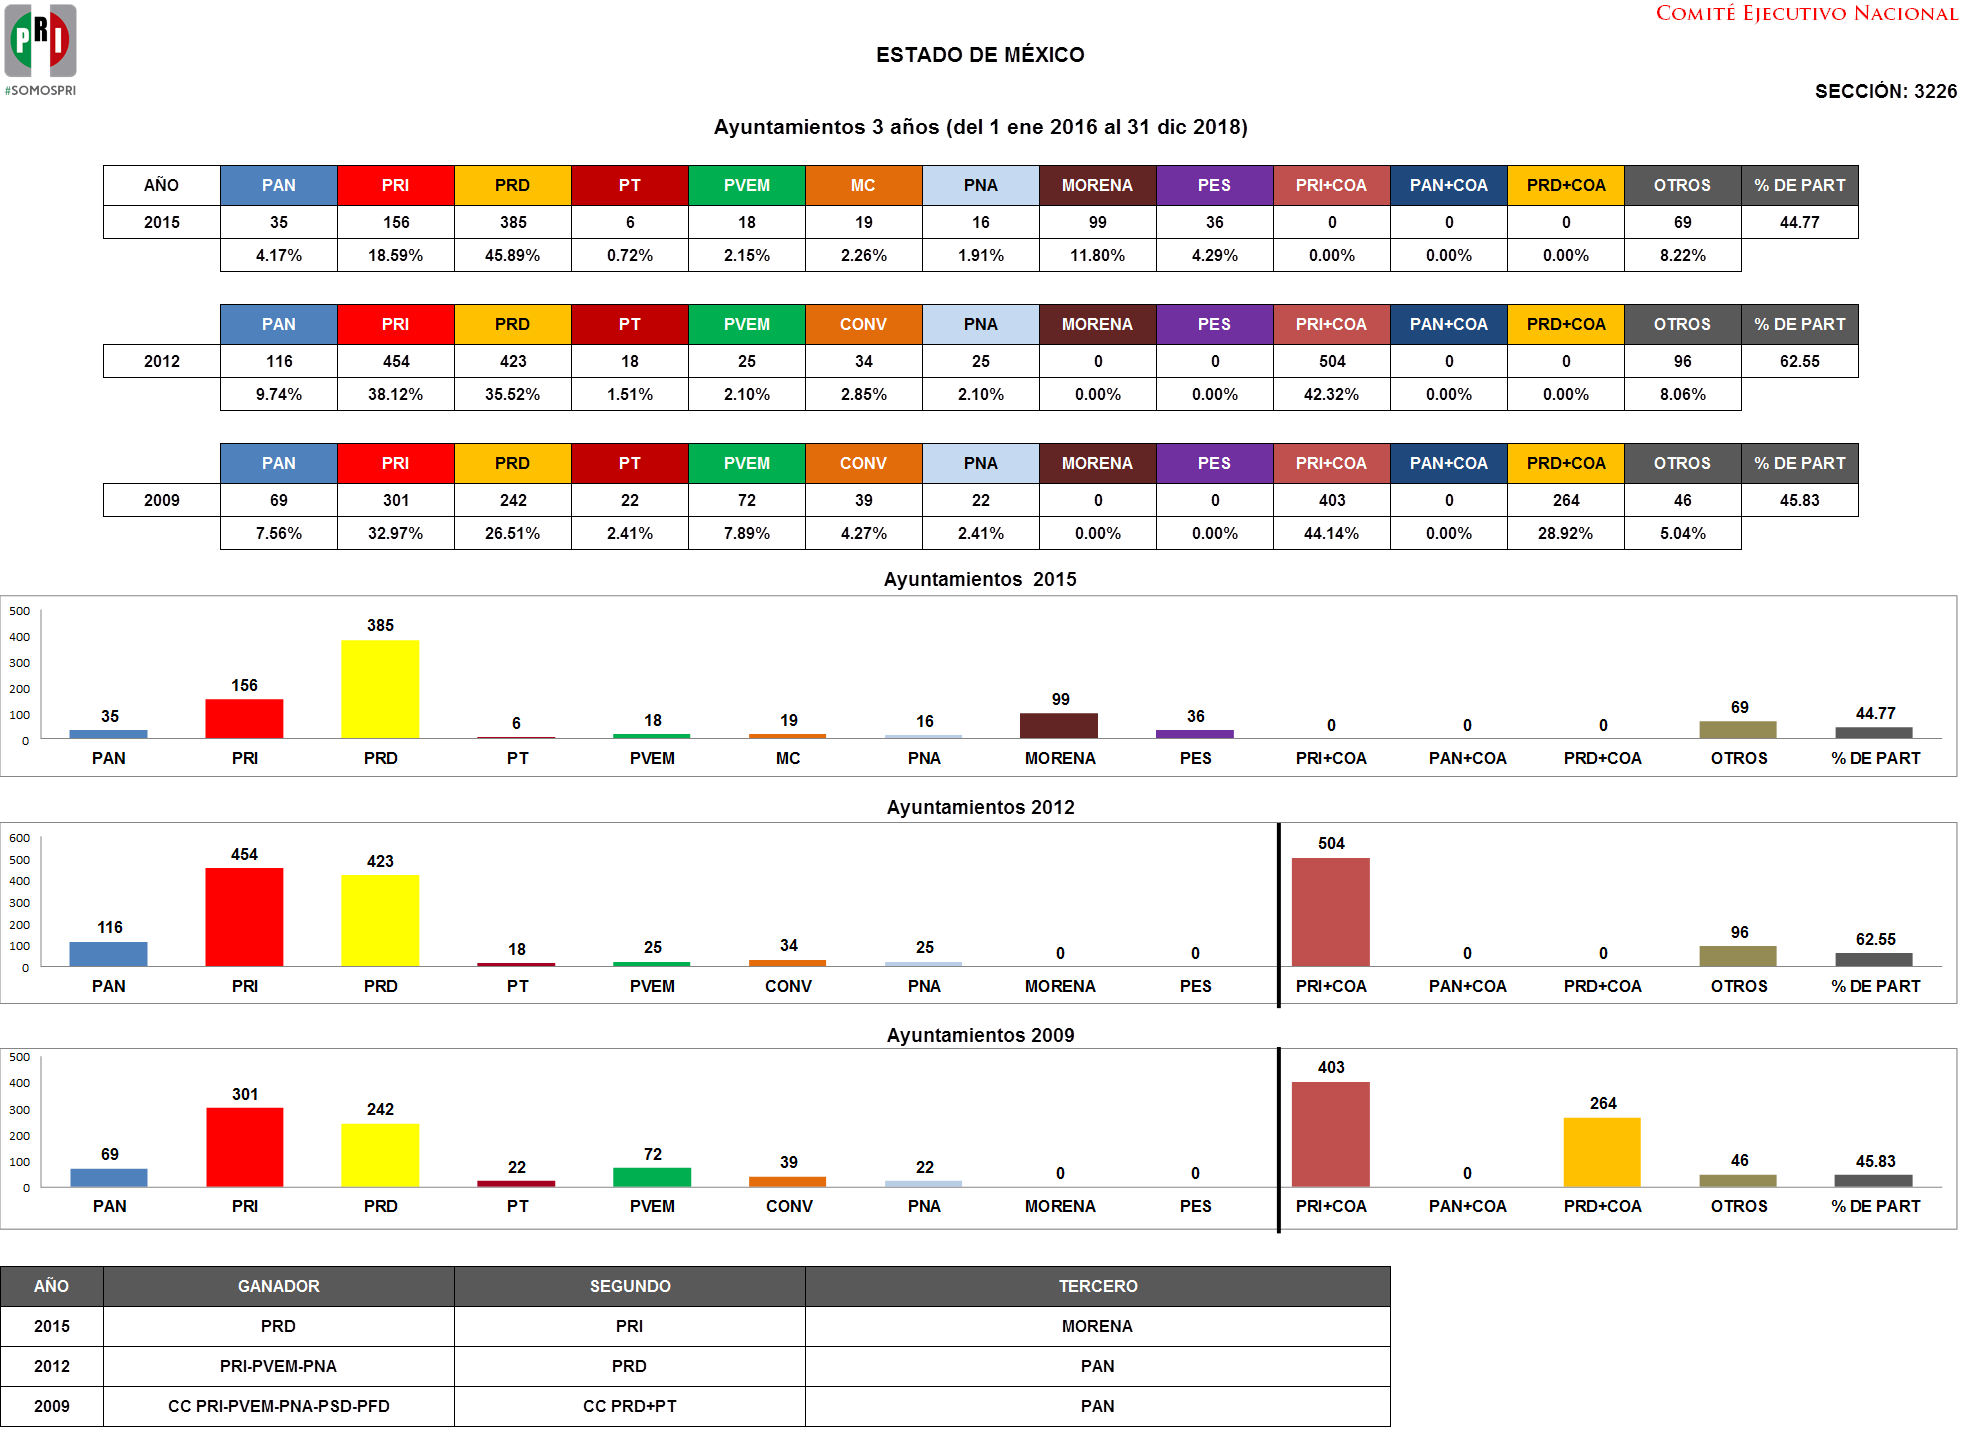 COMITÉ EJECUTIVO NACIONAL
PRI
#SOMOSPRI
ESTADO DE MÉXICO
SECCIÓN: 3226
Ayuntamientos 3 años (del 1 ene 2016 al 31 dic 2018)
AÑO PAN PRI PRD PT PVEM MC PNA MORENA PES PRI+COA PAN+COA PRD+COA OTROS % DE PART
2015 35 156 385 6 18 19 16 99 36 0 0 0 69 44.77
4.17% 18.59% 45.89% 0.72% 2.15% 2.26% 1.91% 11.80% 4.29% 0.00% 0.00% 0.00% 8.22%
PAN PRI PRD PT PVEM CONV PNA MORENA PES PRI+COA PAN+COA PRD+COA OTROS % DE PART
2012 116 454 423 18 25 34 25 0 0 504 0 0 96 62.55
9.74% 38.12% 35.52% 1.51% 2.10% 2.85% 2.10% 0.00% 0.00% 42.32% 0.00% 0.00% 8.06%
PAN PRI PRD PT PVEM CONV PNA MORENA PES PRI+COA PAN+COA PRD+COA OTROS % DE PART
2009 69 301 242 22 72 39 22 0 0 403 0 264 46 45.83
7.56% 32.97% 26.51% 2.41% 7.89% 4.27% 2.41% 0.00% 0.00% 44.14% 0.00% 28.92% 5.04%
Ayuntamientos 2015
500
400
300
200
100
0
35 156 385 6 18 19 16 99 36 0 0 0 69 44.77
PAN PRI PRD PT PVEM MC PNA MORENA PES PRI+COA PAN+COA PRD+COA OTROS % DE PART
Ayuntamientos 2012
600
500
400
300
200
100
0
116 454 423 18 25 34 25 0 0 504 0 0 96 62.55
PAN PRI PRD PT PVEM CONV PNA MORENA PES PRI+COA PAN+COA PRD+COA OTROS % DE PART
Ayuntamientos 2009
500
400
300
200
100
0
69 301 242 22 72 39 22 0 0 403 0 264 46 45.83
PAN PRI PRD PT PVEM CONV PNA MORENA PES PRI+COA PAN+COA PRD+COA OTROS % DE PART
AÑO GANADOR SEGUNDO TERCERO
2015 PRD PRI MORENA
2012 PRI-PVEM-PNA PRD PAN
2009 CC PRI-PVEM-PNA-PSD-PFD CC PRD+PT PAN